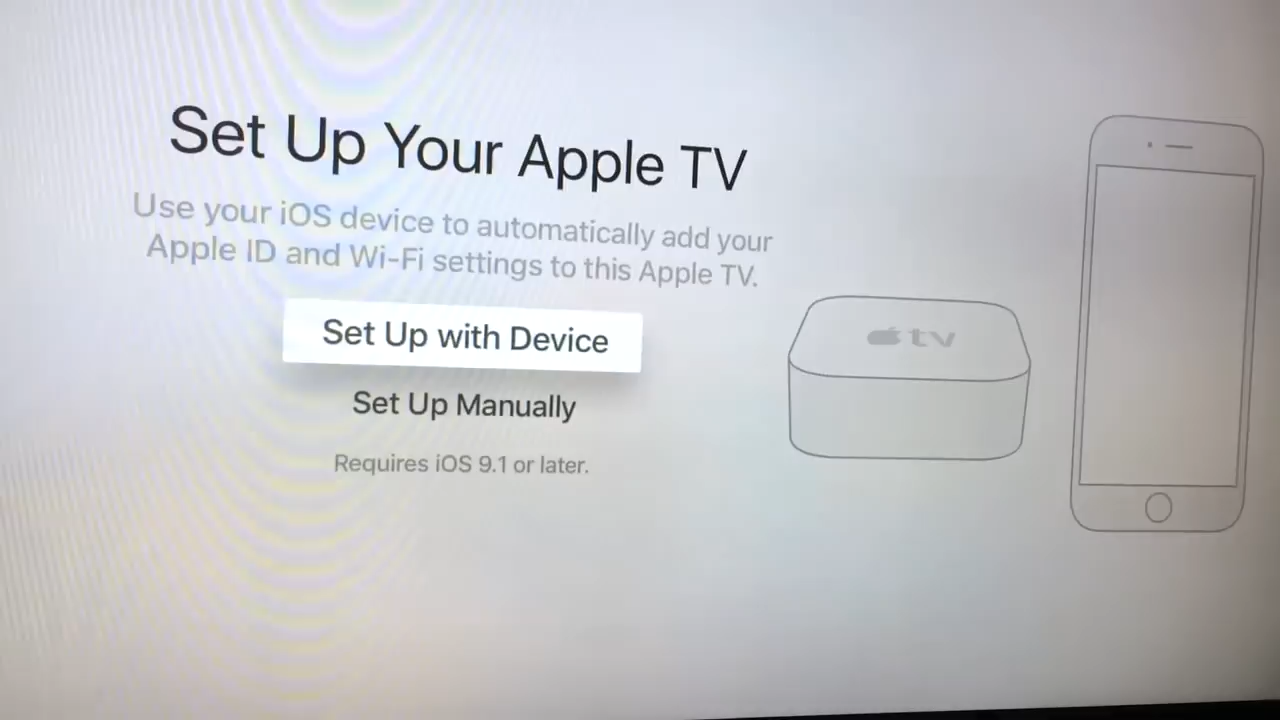 Set Up Your Apple TV
Use your iOS device to automatically add your
Apple ID and Wi-Fi settings to this Apple TV.
Set Up with Device
Set Up Manually
Requires iOS 9.1 or later.
tv